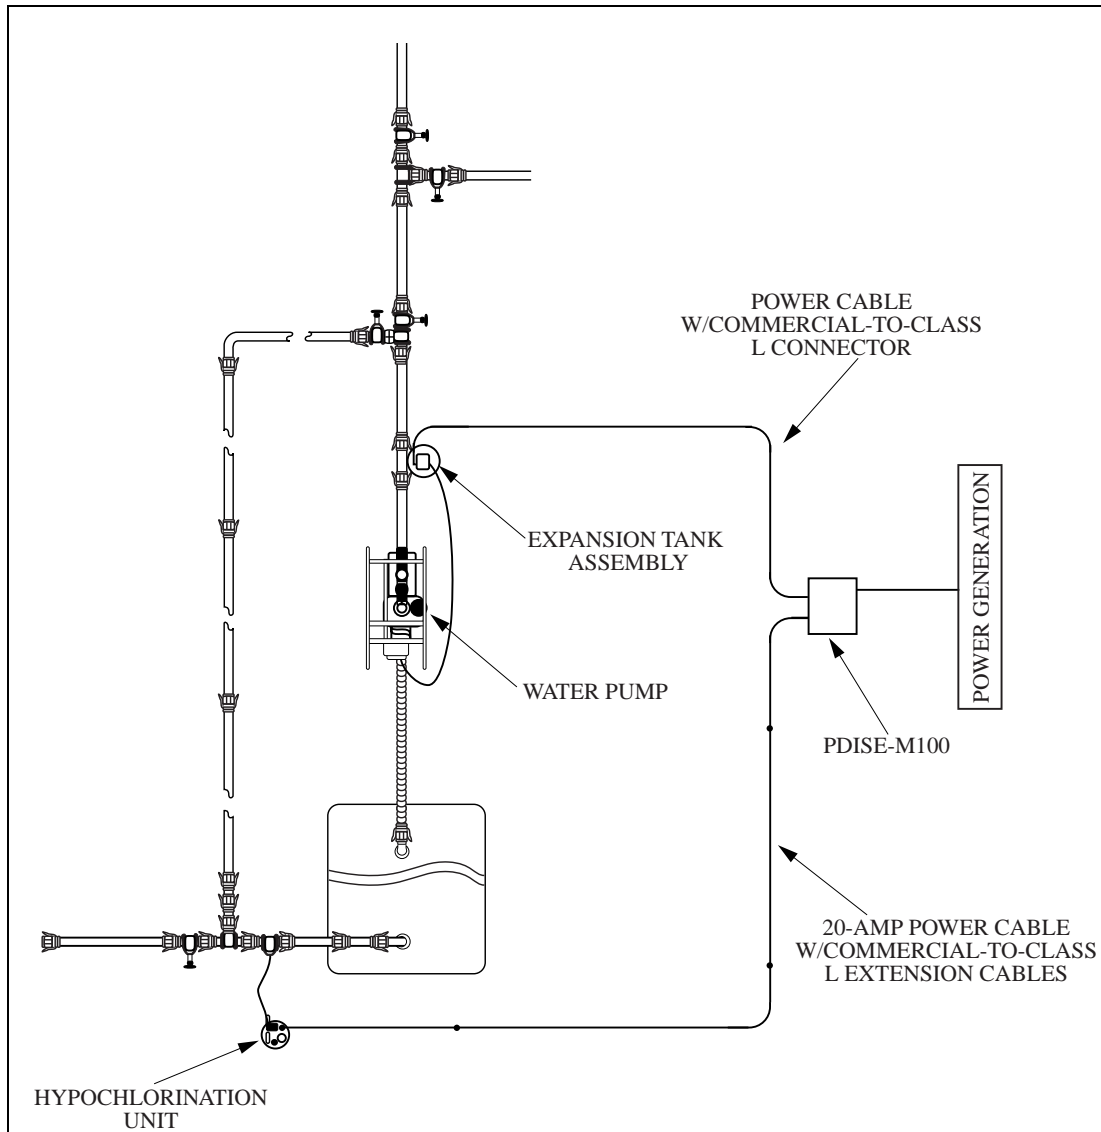 POWER CABLE
W/COMMERCIAL-TO-CLASS
L CONNECTOR
EXPANSION TANK
ASSEMBLY
POWER GENERATION
WATER PUMP
PDISE-M100
20-AMP POWER CABLE
W/COMMERCIAL-TO-CLASS
L EXTENSION CABLES
HYPOCHLORINATION
UNIT